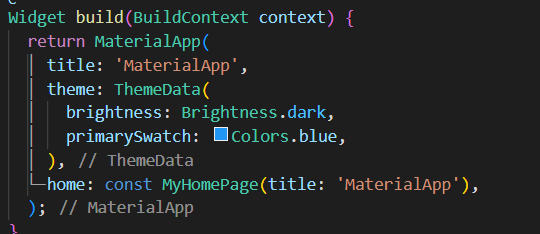 Widget build(BuildContext context) {
return MaterialApp(
title: 'MaterialApp',
theme: ThemeData(
brightness: Brightness.dark,
primarySwatch: Colors.blue,
), // ThemeData
home: const MyHomePage(title: 'MaterialApp'),
); // MaterialApp
}